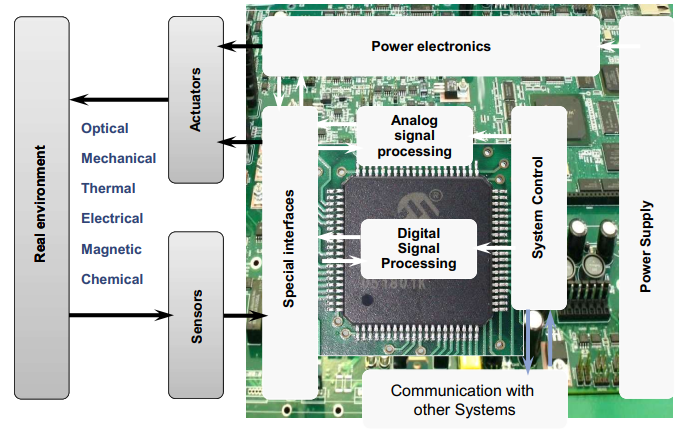 Power electronics
Actuators
Analog
signal
processing
Optical
Mechanical
Thermal
Electrical
Magnetic
Chemical
Real environment
Special interfaces
System Control
Digital
Signal
Processing
Power Supply
Sensors
Communication with
other Systems